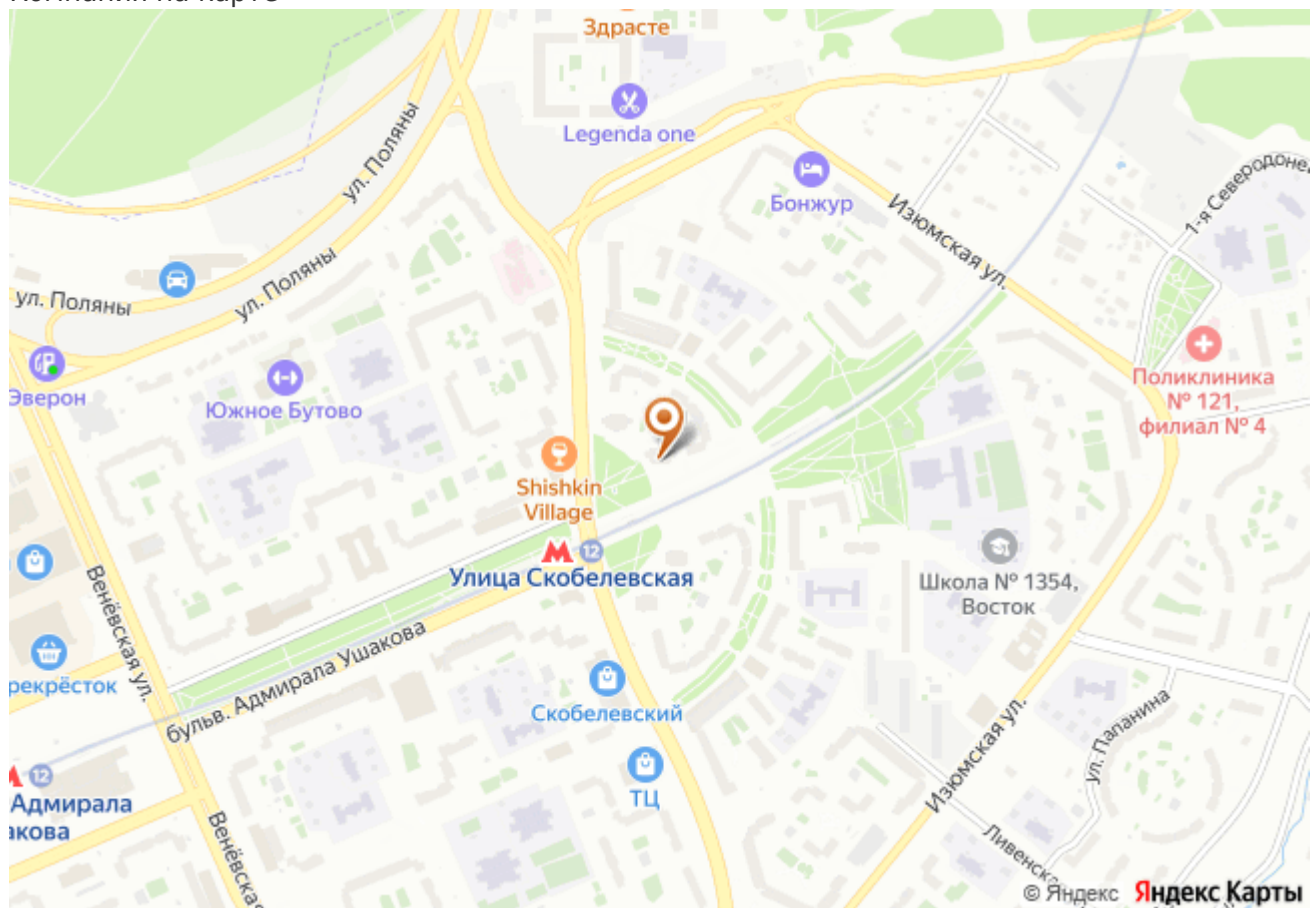 Здрасте
Legenda one
Бонжур
1-я Северодоне
ул. Поляны
Изюмская ул.
ул. Поляны
ул. Поляны
Эверон
Южное Бутово
Поликлиника
№ 121,
филиал № 4
Shishkin
Village
12
Улица Скобелевская
Школа № 1354,
Восток
Венёвская ул.
рекрёсток
бульв. Адмирала Ушакова
Скобелевский
ул. Папанина
12
Адмирала
акова
ТЦ
Изюмская ул.
Венёвская
Ливенска
© Яндекс Яндекс Карты